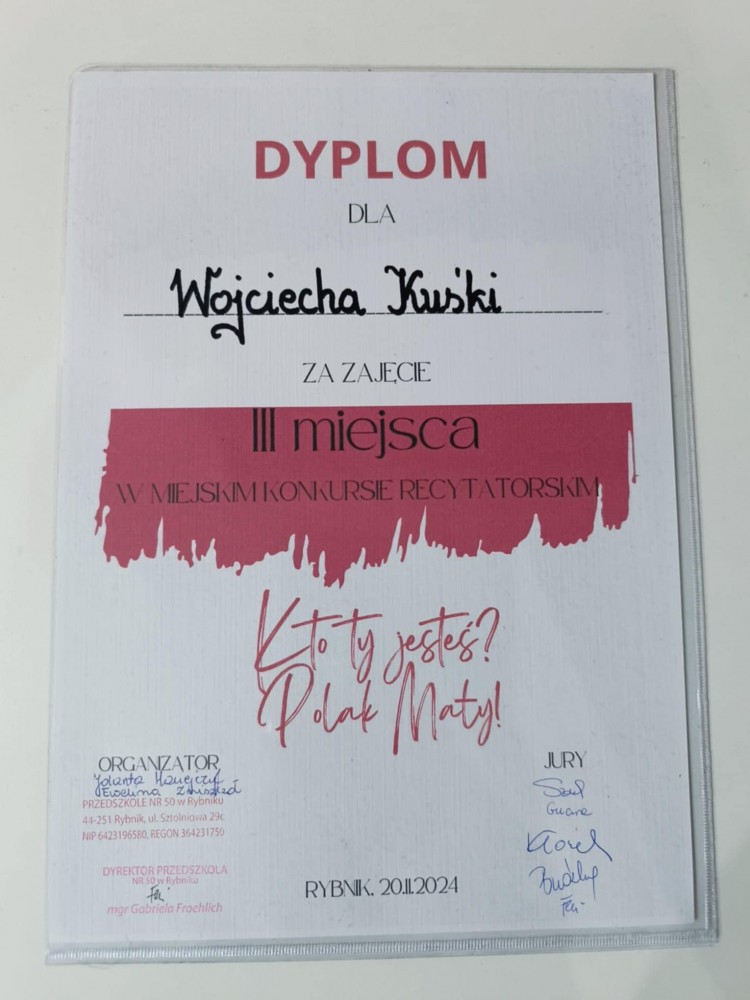 DYPLOM
DLA
Wojciecha Kuśki
ZA ZAJĘCIE
III miejsca
W MIEJSKIM KONKURSIE RECYTATORSKIM
Kto ty jesteś?
Polak Mały!
ORGANIZATOR
Jolanta
Ewelina
PRZEDSZKOLE NR 50 w Rybniku
44-251 Rybnik, ul. Sztolniowa 29c
NIP 6423196580, REGON 364231750
DYREKTOR PRZEDSZKOLA
NR 50 w Rybniku
mgr Gabriela Froehlich
JURY
RYBNIK. 20.11.2024